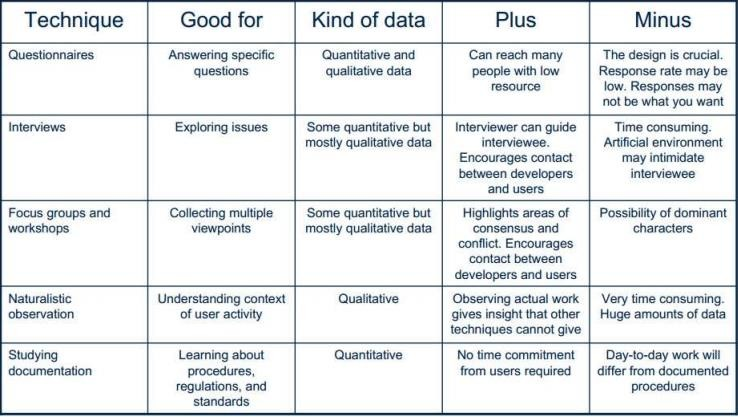 Technique
Good for
Kind of data
Plus
Minus
Questionnaires
Answering specific
questions
Quantitative and
qualitative data
Can reach many
people with low
resource
The design is crucial.
Response rate may be
low. Responses may
not be what you want
Interviews
Exploring issues
Some quantitative but
mostly qualitative data
Interviewer can guide
interviewee.
Encourages contact
between developers
and users
Time consuming.
Artificial environment
may intimidate
interviewee
Focus groups and
workshops
Collecting multiple
viewpoints
Some quantitative but
mostly qualitative data
Highlights areas of
consensus and
conflict. Encourages
contact between
developers and users
Possibility of dominant
characters
Naturalistic
observation
Understanding context
of user activity
Qualitative
Observing actual work
gives insight that other
techniques cannot give
Very time consuming.
Huge amounts of data
Studying
documentation
Learning about
procedures,
regulations, and
standards
Quantitative
No time commitment
from users required
Day-to-day work will
differ from documented
procedures